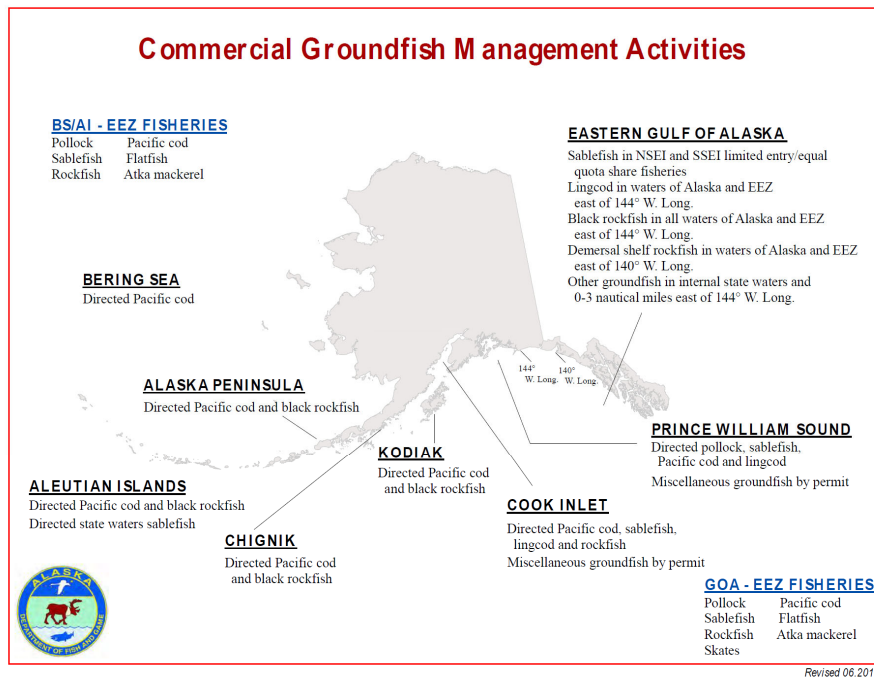 Commercial Groundfish Management Activities
BS/AI - EEZ FISHERIES
Pollock Pacific cod
Sablefish Flatfish
Rockfish Atka mackerel
EASTERN GULF OF ALASKA
Sablefish in NSEI and SSEI limited entry/equal
quota share fisheries
Lingcod in waters of Alaska and EEZ
east of 144° W. Long.
Black rockfish in all waters of Alaska and EEZ
east of 144° W. Long.
Demersal shelf rockfish in waters of Alaska and EEZ
east of 140° W. Long.
Other groundfish in internal state waters and
0-3 nautical miles east of 144° W. Long.
BERING SEA
Directed Pacific cod
144°
W. Long.
140°
W. Long.
ALASKA PENINSULA
Directed Pacific cod and black rockfish
KODIAK
Directed Pacific cod
and black rockfish
PRINCE WILLIAM SOUND
Directed pollock, sablefish,
Pacific cod and lingcod
Miscellaneous groundfish by permit
ALEUTIAN ISLANDS
Directed Pacific cod and black rockfish
Directed state waters sablefish
CHIGNIK
Directed Pacific cod
and black rockfish
COOK INLET
Directed Pacific cod, sablefish,
lingcod and rockfish
Miscellaneous groundfish by permit
ALASKA
DEPARTMENT OF FISH AND GAME
GOA - EEZ FISHERIES
Pollock Pacific cod
Sablefish Flatfish
Rockfish Atka mackerel
Skates
Revised 06.201